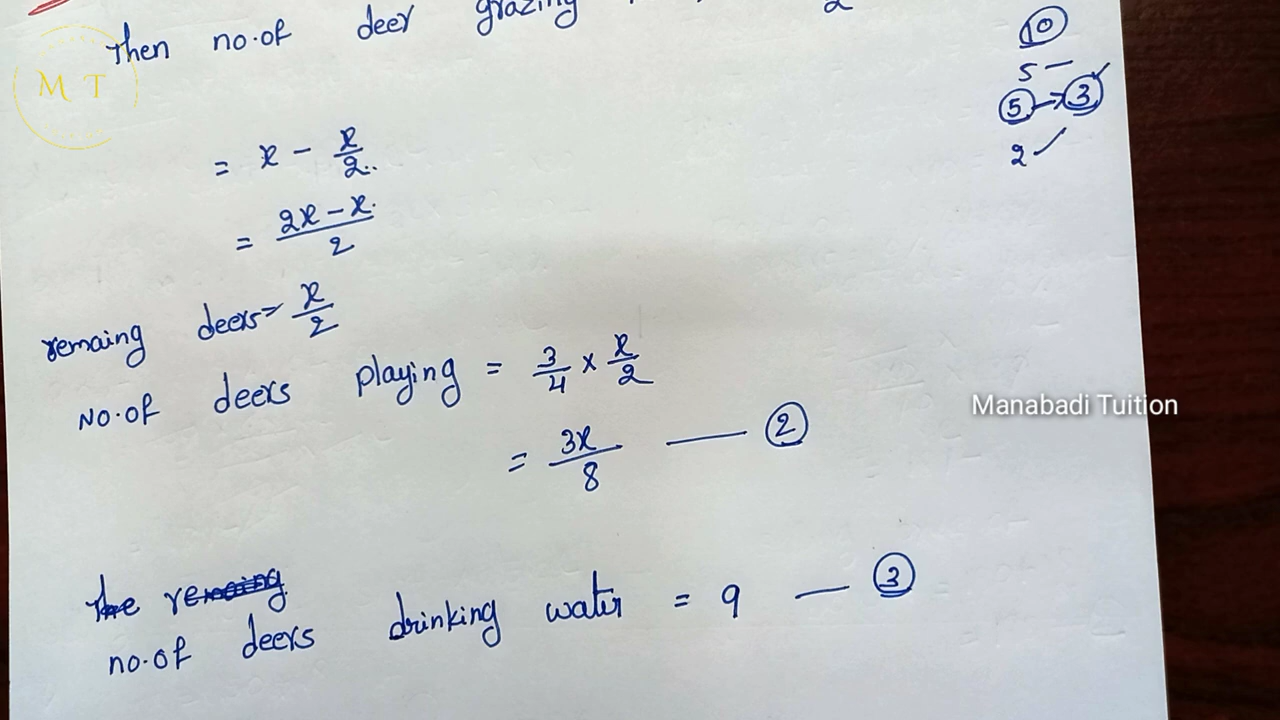 Then no.of deer grazing
10
5 —
5 → 3 ✓
2 ✓
M T
= x - x/2
= 2x - x/2
remaing deers = x/2
No.of deers playing = 3/4 × x/2
= 3x/8 — 2
Manabadi Tuition
The remaing
no.of deers drinking water = 9 — 3